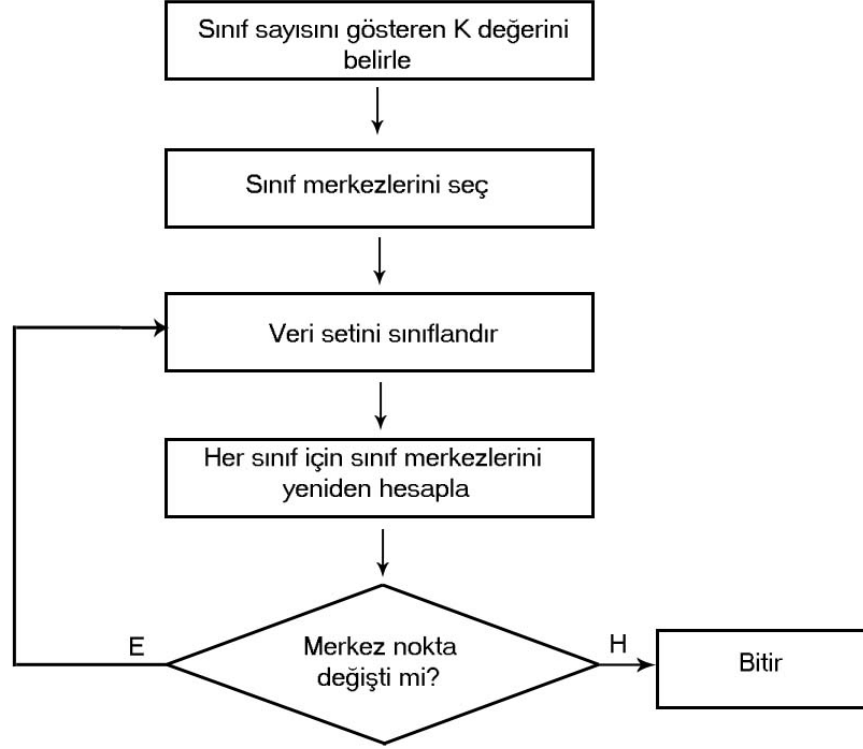 Sınıf sayısını gösteren K değerini
belirle
Sınıf merkezlerini seç
Veri setini sınıflandır
Her sınıf için sınıf merkezlerini
yeniden hesapla
E
Merkez nokta
değişti mi?
H
Bitir